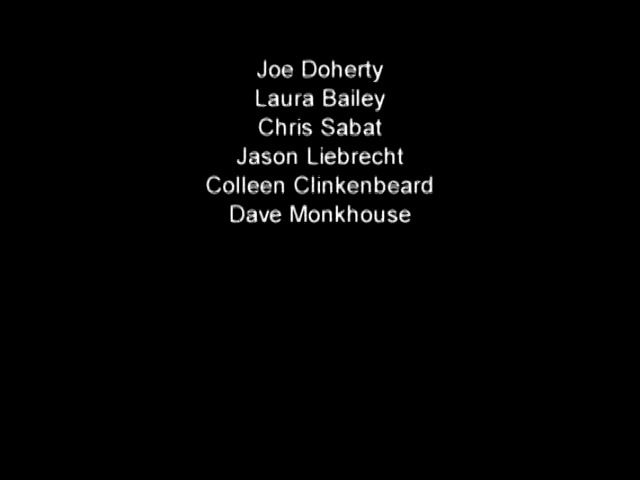 Joe Doherty
Laura Bailey
Chris Sabat
Jason Liebrecht
Colleen Clinkenbeard
Dave Monkhouse